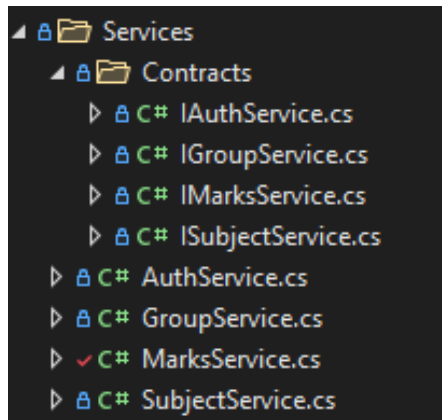 Services
Contracts
C# IAuthService.cs
C# IGroupService.cs
C# IMarksService.cs
C# ISubjectService.cs
C# AuthService.cs
C# GroupService.cs
C# MarksService.cs
C# SubjectService.cs